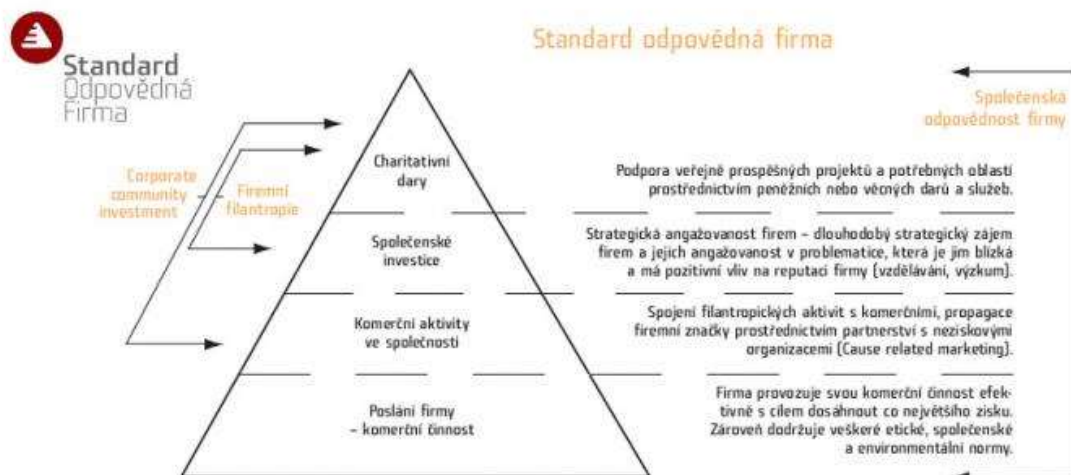 Standard
Odpovědná
Firma
Standard odpovědná firma
Společenská
odpovědnost firmy
Corporate
community
investment
Firemní
filantropie
Charitativní
dary
Podpora veřejně prospěšných projektů a potřebných oblastí
prostřednictvím peněžních nebo věcných darů a služeb.
Společenské
investice
Strategická angažovanost firem – dlouhodobý strategický zájem
firem a jejich angažovanost v problematice, která je jim blízká
a má pozitivní vliv na reputaci firmy (vzdělávání, výzkum).
Komerční aktivity
ve společnosti
Spojení filantropických aktivit s komerčními, propagace
firemní značky prostřednictvím partnerství s neziskovými
organizacemi (Cause related marketing).
Poslání firmy
– komerční činnost
Firma provozuje svou komerční činnost efek-
tivně s cílem dosáhnout co největšího zisku.
Zároveň dodržuje veškeré etické, společenské
a environmentální normy.